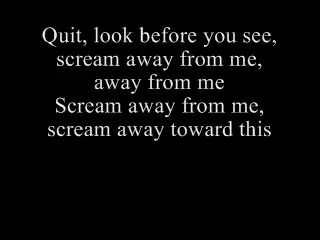 Quit, look before you see,
scream away from me,
away from me
Scream away from me,
scream away toward this